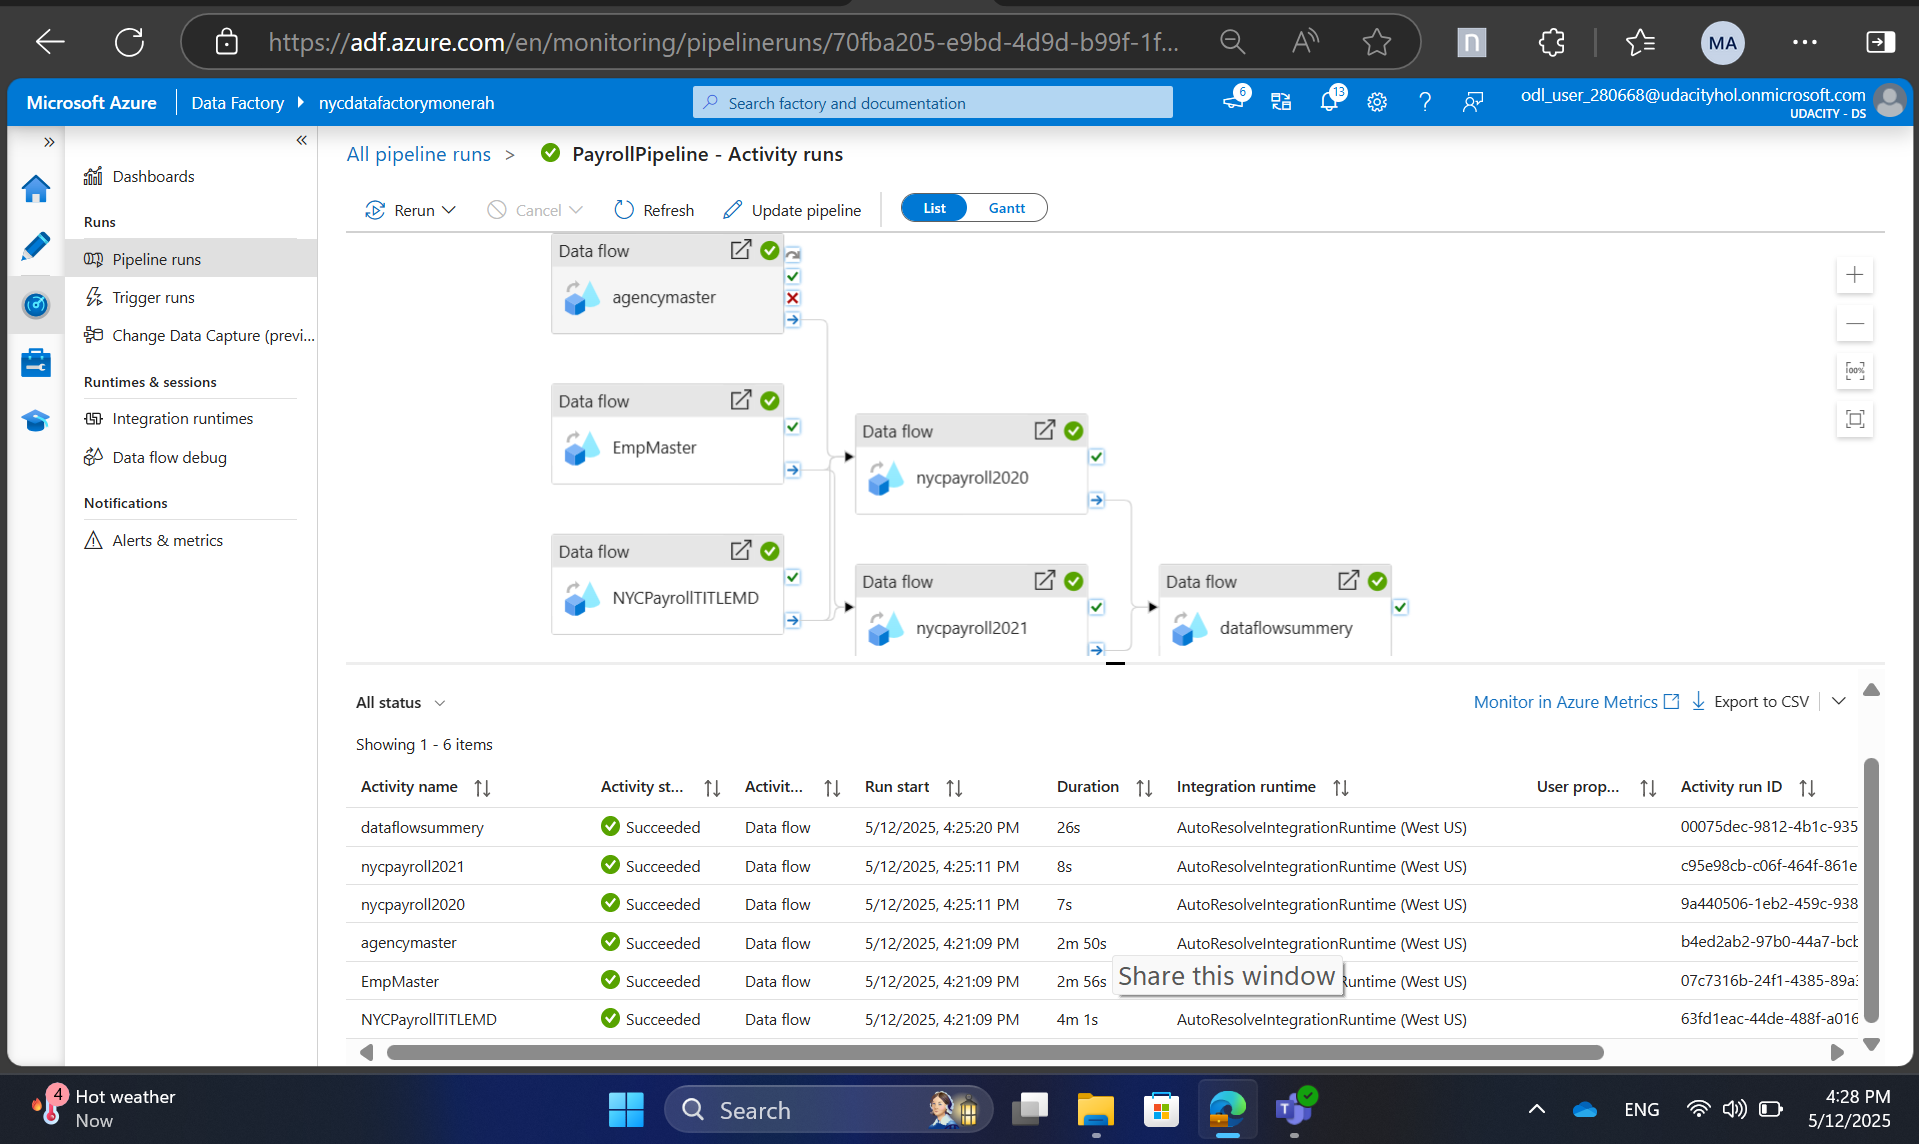 https://adf.azure.com/en/monitoring/pipelineruns/70fba205-e9bd-4d9d-b99f-1f...
MA
Microsoft Azure
Data Factory
nycdatafactorymonerah
Search factory and documentation
6
13
odl_user_280668@udacityhol.onmicrosoft.com
UDACITY - DS
Dashboards
Runs
Pipeline runs
Trigger runs
Change Data Capture (previ...
Runtimes & sessions
Integration runtimes
Data flow debug
Notifications
Alerts & metrics
All pipeline runs > PayrollPipeline - Activity runs
Rerun
Cancel
Refresh
Update pipeline
List
Gantt
Data flow
agencymaster
Data flow
EmpMaster
Data flow
NYCPayrollTITLEMD
Data flow
nycpayroll2020
Data flow
nycpayroll2021
Data flow
dataflowsummery
100%
All status
Monitor in Azure Metrics
Export to CSV
Showing 1 - 6 items
Activity name Activity st... Activit... Run start Duration Integration runtime User prop... Activity run ID
dataflowsummery Succeeded Data flow 5/12/2025, 4:25:20 PM 26s AutoResolveIntegrationRuntime (West US) 00075dec-9812-4b1c-935
nycpayroll2021 Succeeded Data flow 5/12/2025, 4:25:11 PM 8s AutoResolveIntegrationRuntime (West US) c95e98cb-c06f-464f-861e
nycpayroll2020 Succeeded Data flow 5/12/2025, 4:25:11 PM 7s AutoResolveIntegrationRuntime (West US) 9a440506-1eb2-459c-938
agencymaster Succeeded Data flow 5/12/2025, 4:21:09 PM 2m 50s AutoResolveIntegrationRuntime (West US) b4ed2ab2-97b0-44a7-bcb
EmpMaster Succeeded Data flow 5/12/2025, 4:21:09 PM 2m 56s untime (West US) 07c7316b-24f1-4385-89a3
Share this window
NYCPayrollTITLEMD Succeeded Data flow 5/12/2025, 4:21:09 PM 4m 1s AutoResolveIntegrationRuntime (West US) 63fd1eac-44de-488f-a016
4
Hot weather
Now
Search
ENG
4:28 PM
5/12/2025